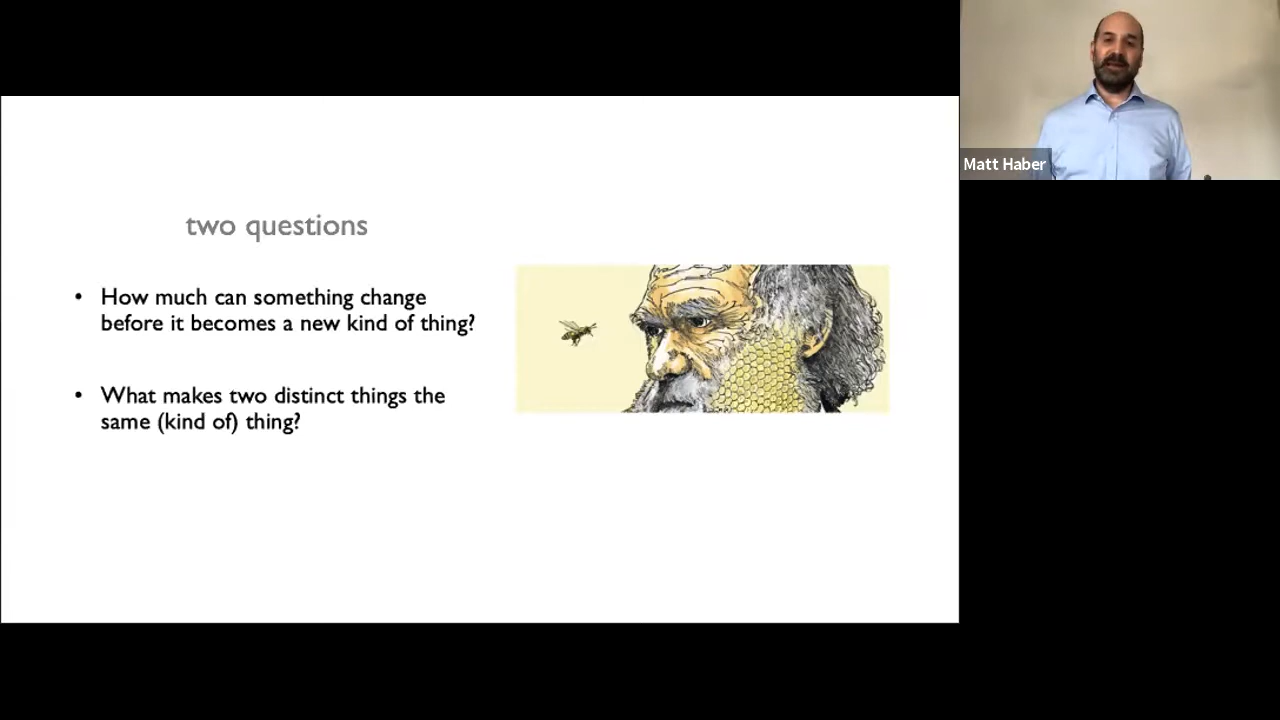 two questions
• How much can something change
before it becomes a new kind of thing?
• What makes two distinct things the
same (kind of) thing?
Matt Haber